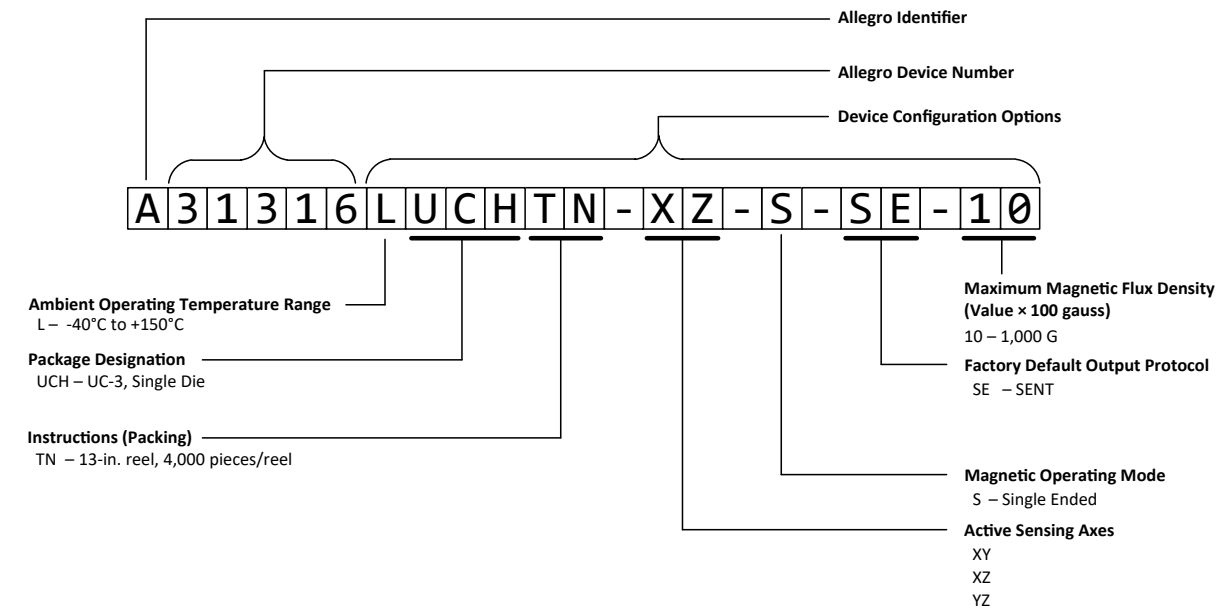 Allegro Identifier
Allegro Device Number
Device Configuration Options
A31316LUCHTN-XZ-S-SE-10
Ambient Operating Temperature Range
L – -40°C to +150°C
Package Designation
UCH – UC-3, Single Die
Instructions (Packing)
TN – 13-in. reel, 4,000 pieces/reel
Maximum Magnetic Flux Density
(Value × 100 gauss)
10 – 1,000 G
Factory Default Output Protocol
SE – SENT
Magnetic Operating Mode
S – Single Ended
Active Sensing Axes
XY
XZ
YZ